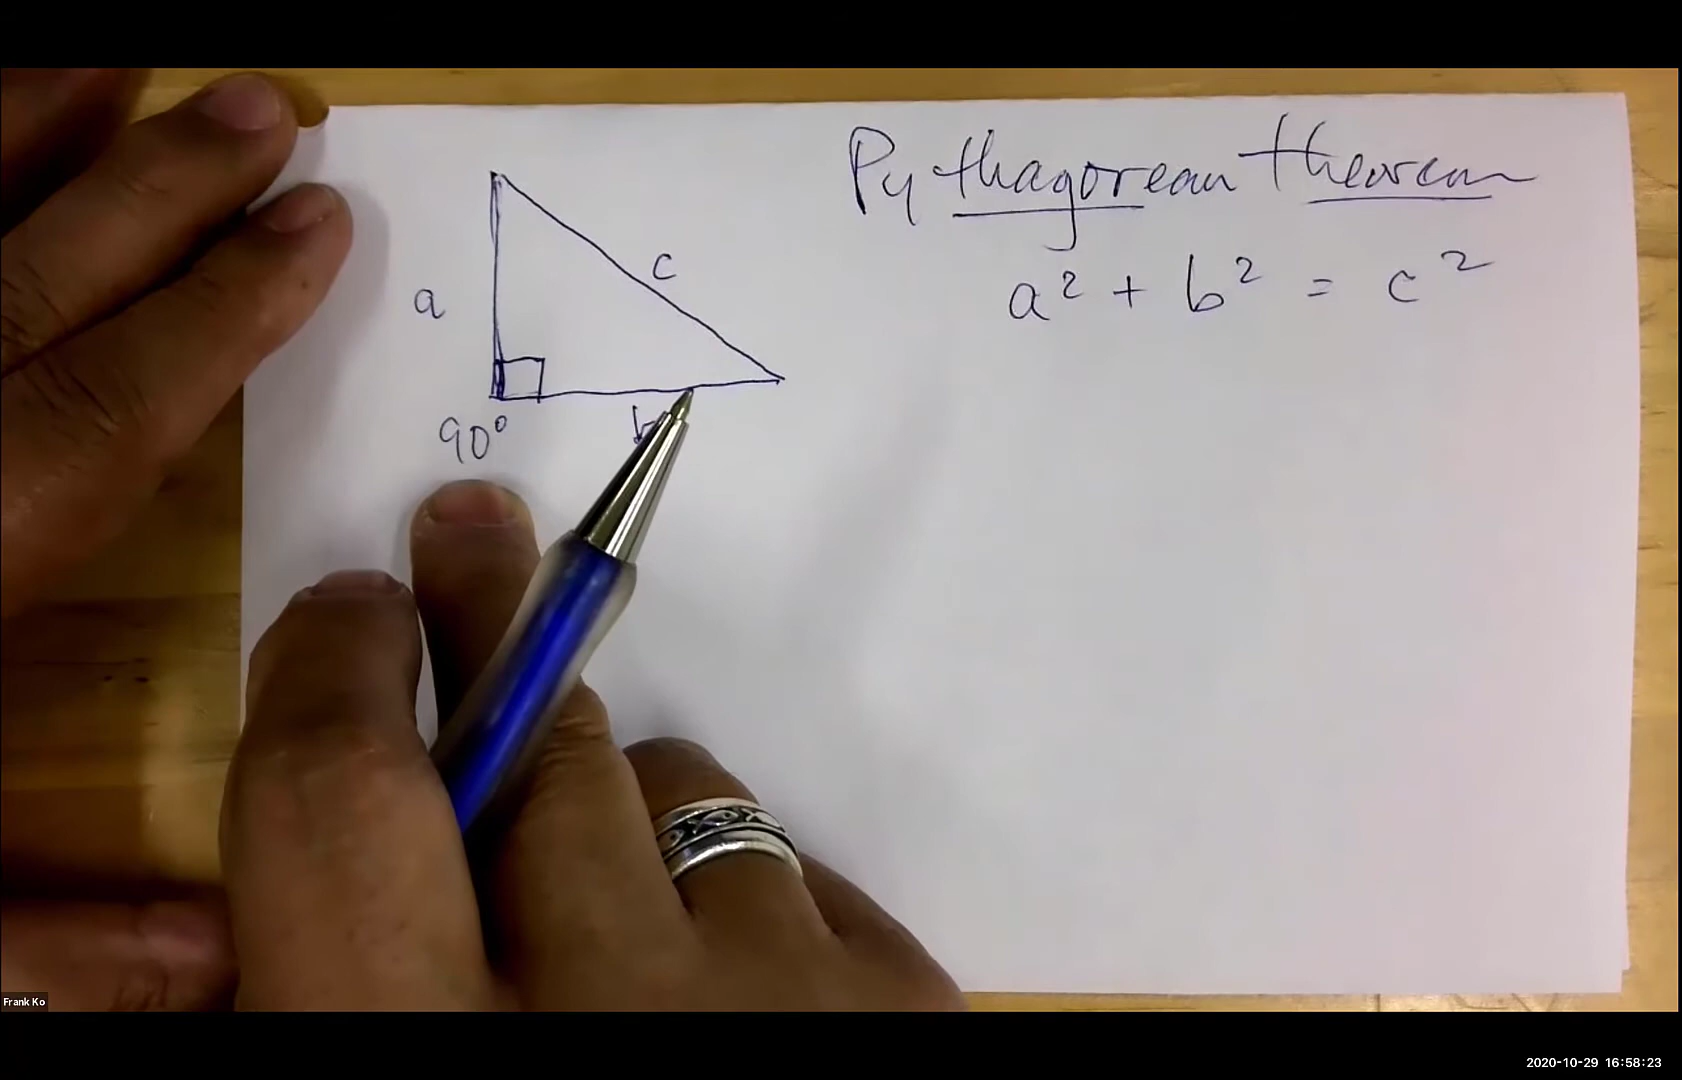 Pythagorean theorem
a² + b² = c²
c
a
b
90°
Frank Ko
2020-10-29 16:58:23